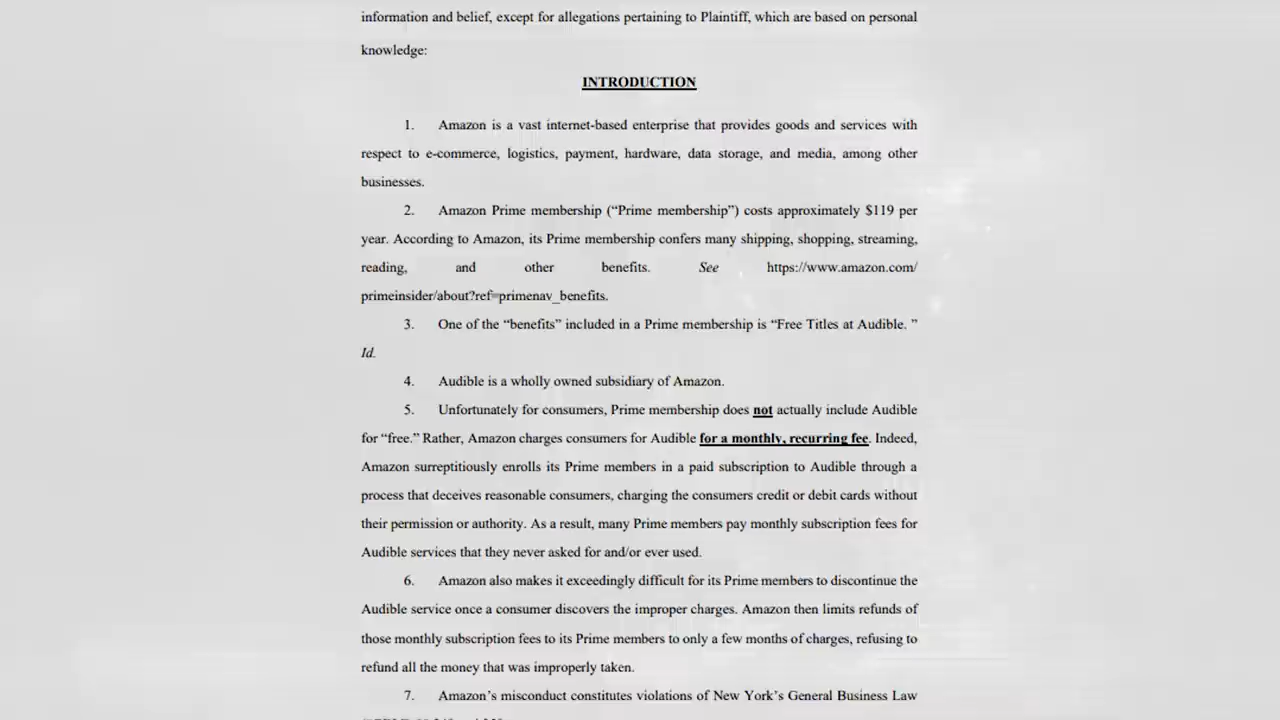 information and belief, except for allegations pertaining to Plaintiff, which are based on personal
knowledge:
INTRODUCTION
1. Amazon is a vast internet-based enterprise that provides goods and services with
respect to e-commerce, logistics, payment, hardware, data storage, and media, among other
businesses.
2. Amazon Prime membership (“Prime membership”) costs approximately $119 per
year. According to Amazon, its Prime membership confers many shipping, shopping, streaming,
reading, and other benefits. See https://www.amazon.com/
primeinsider/about?ref=primenav_benefits.
3. One of the “benefits” included in a Prime membership is “Free Titles at Audible. ”
Id.
4. Audible is a wholly owned subsidiary of Amazon.
5. Unfortunately for consumers, Prime membership does not actually include Audible
for “free.” Rather, Amazon charges consumers for Audible for a monthly, recurring fee. Indeed,
Amazon surreptitiously enrolls its Prime members in a paid subscription to Audible through a
process that deceives reasonable consumers, charging the consumers credit or debit cards without
their permission or authority. As a result, many Prime members pay monthly subscription fees for
Audible services that they never asked for and/or ever used.
6. Amazon also makes it exceedingly difficult for its Prime members to discontinue the
Audible service once a consumer discovers the improper charges. Amazon then limits refunds of
those monthly subscription fees to its Prime members to only a few months of charges, refusing to
refund all the money that was improperly taken.
7. Amazon’s misconduct constitutes violations of New York’s General Business Law